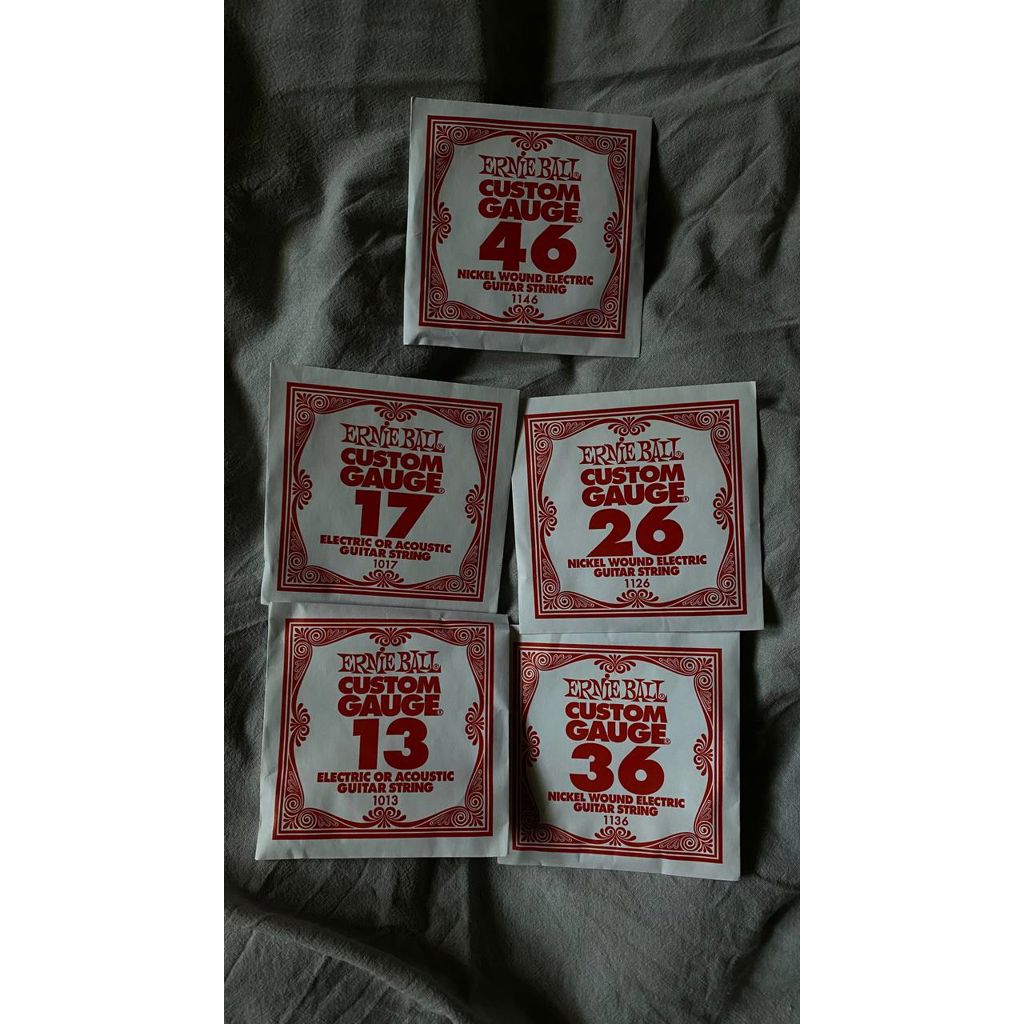 ERNIE BALL®
CUSTOM
GAUGE®
46
NICKEL WOUND ELECTRIC
GUITAR STRING
1146
ERNIE BALL®
CUSTOM
GAUGE®
17
ELECTRIC OR ACOUSTIC
GUITAR STRING
1017
ERNIE BALL®
CUSTOM
GAUGE®
26
NICKEL WOUND ELECTRIC
GUITAR STRING
1126
ERNIE BALL®
CUSTOM
GAUGE®
13
ELECTRIC OR ACOUSTIC
GUITAR STRING
1013
ERNIE BALL®
CUSTOM
GAUGE®
36
NICKEL WOUND ELECTRIC
GUITAR STRING
1136